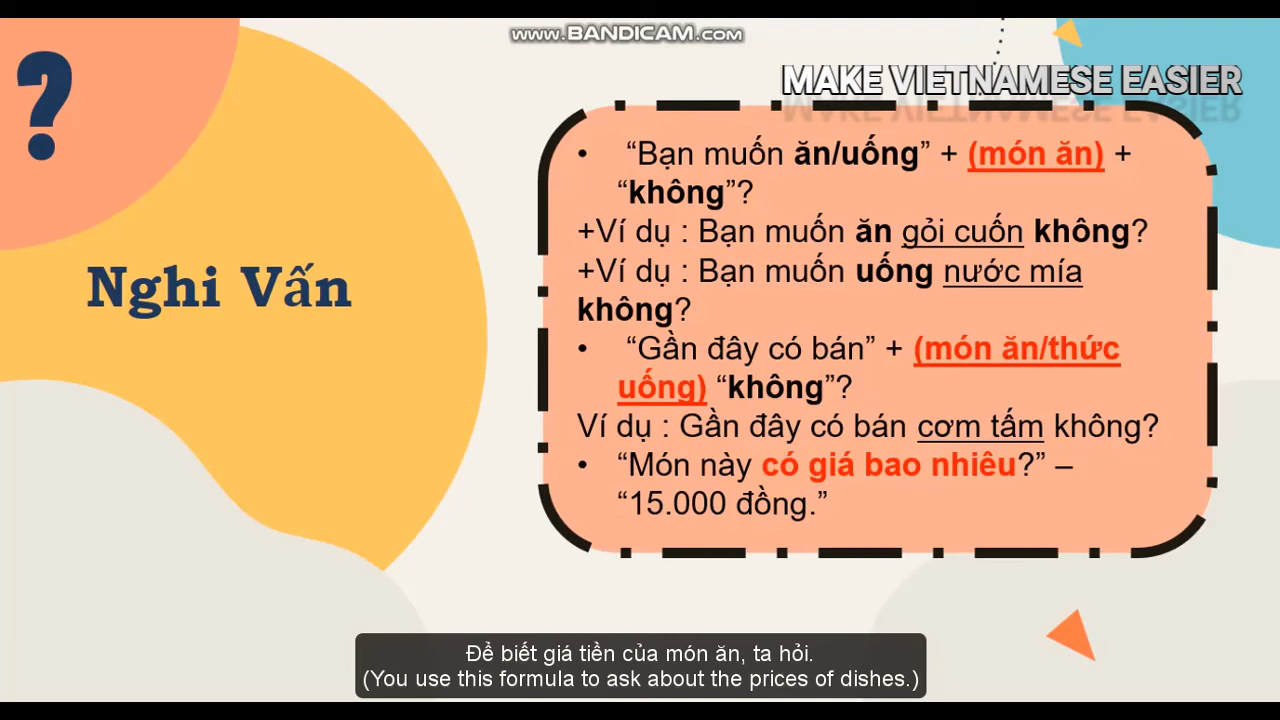 www.BANDICAM.com
MAKE VIETNAMESE EASIER
?
Nghi Vấn
• “Bạn muốn ăn/uống” + (món ăn) +
“không”?
+Ví dụ : Bạn muốn ăn gỏi cuốn không?
+Ví dụ : Bạn muốn uống nước mía
không?
• “Gần đây có bán” + (món ăn/thức
uống) “không”?
Ví dụ : Gần đây có bán cơm tấm không?
• “Món này có giá bao nhiêu?” –
“15.000 đồng.”
Để biết giá tiền của món ăn, ta hỏi.
(You use this formula to ask about the prices of dishes.)